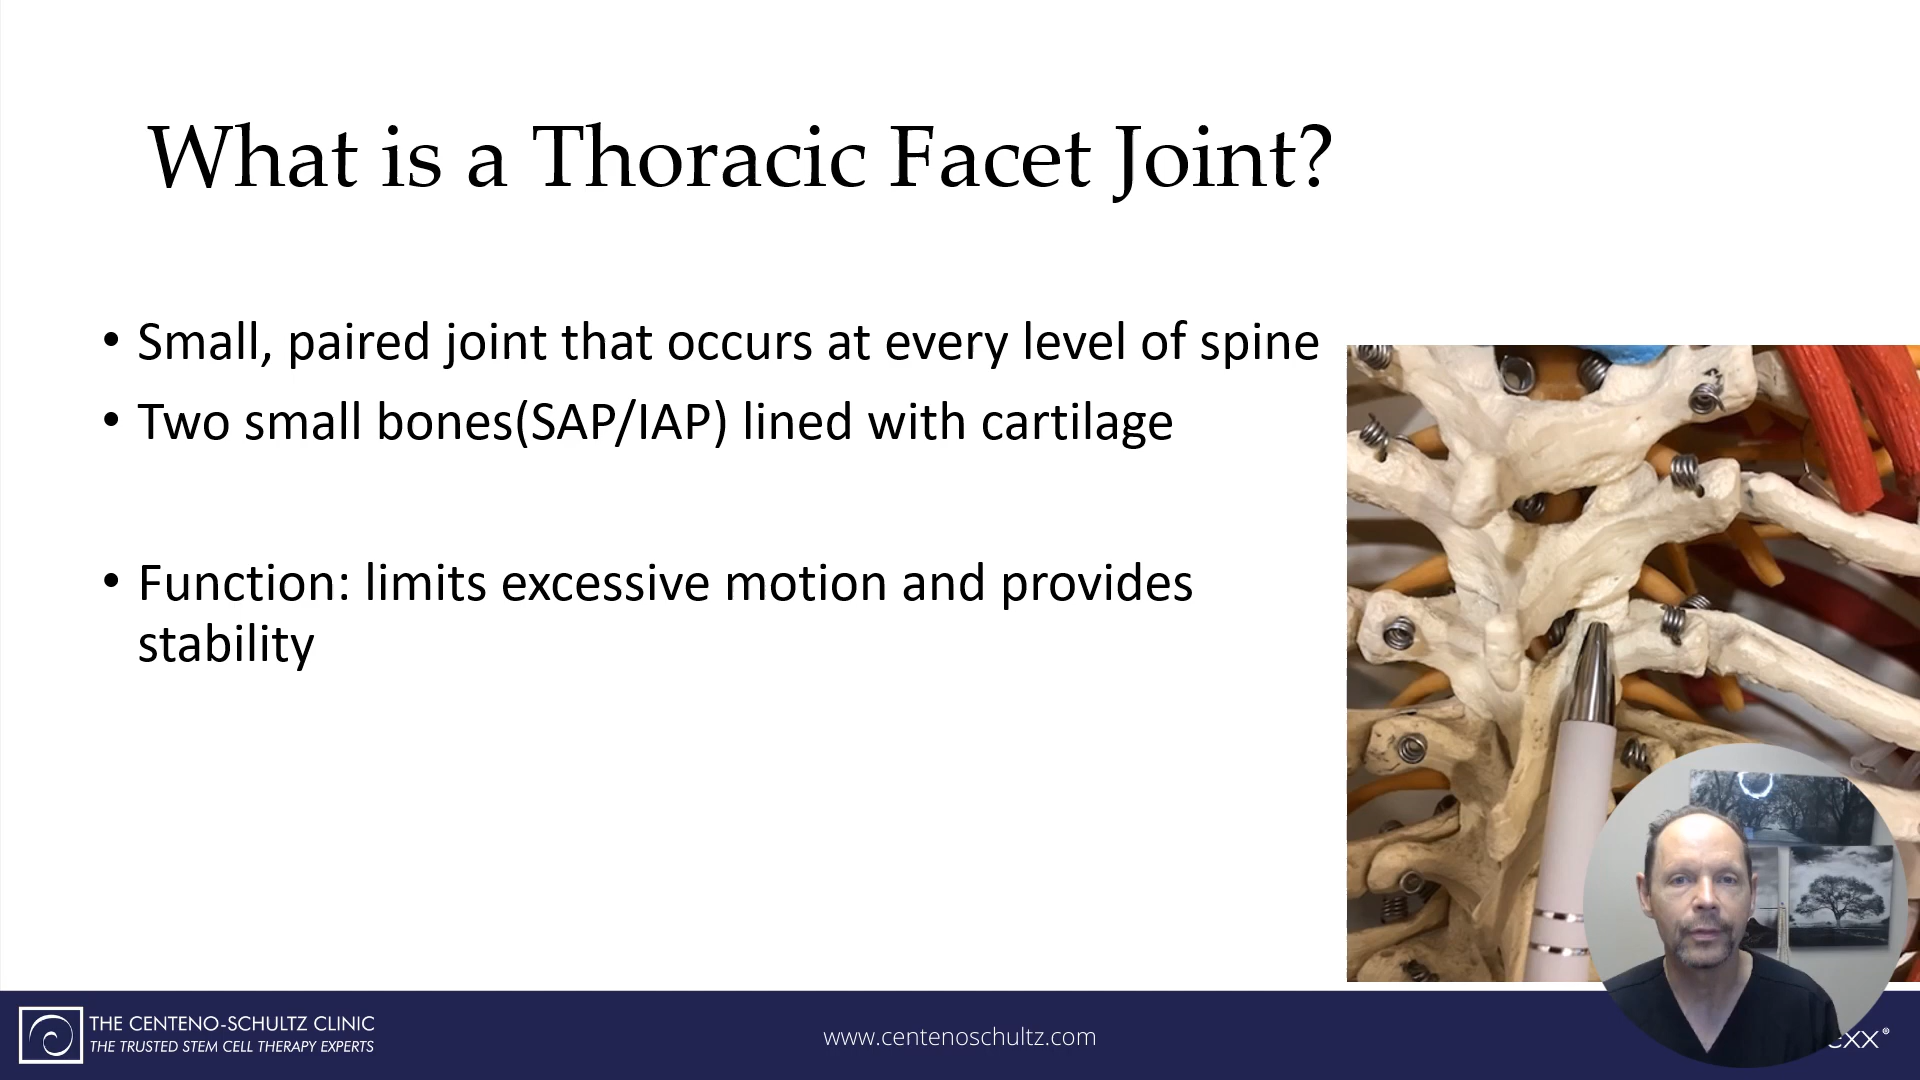 What is a Thoracic Facet Joint?
• Small, paired joint that occurs at every level of spine
• Two small bones(SAP/IAP) lined with cartilage
• Function: limits excessive motion and provides
stability
THE CENTENO-SCHULTZ CLINIC
THE TRUSTED STEM CELL THERAPY EXPERTS
www.centenoschultz.com